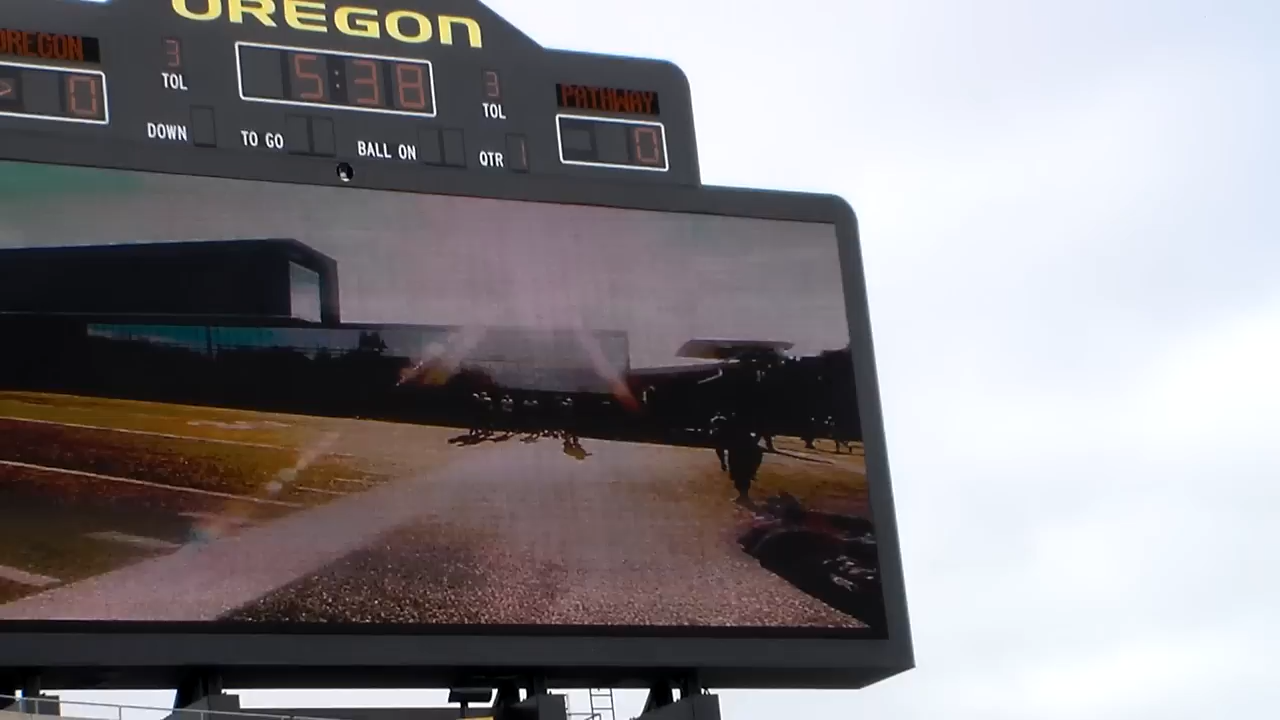 OREGON
OREGON
3
TOL
5:38
3
TOL
PATHWAY
> 0
0
DOWN
TO GO
BALL ON
QTR 1